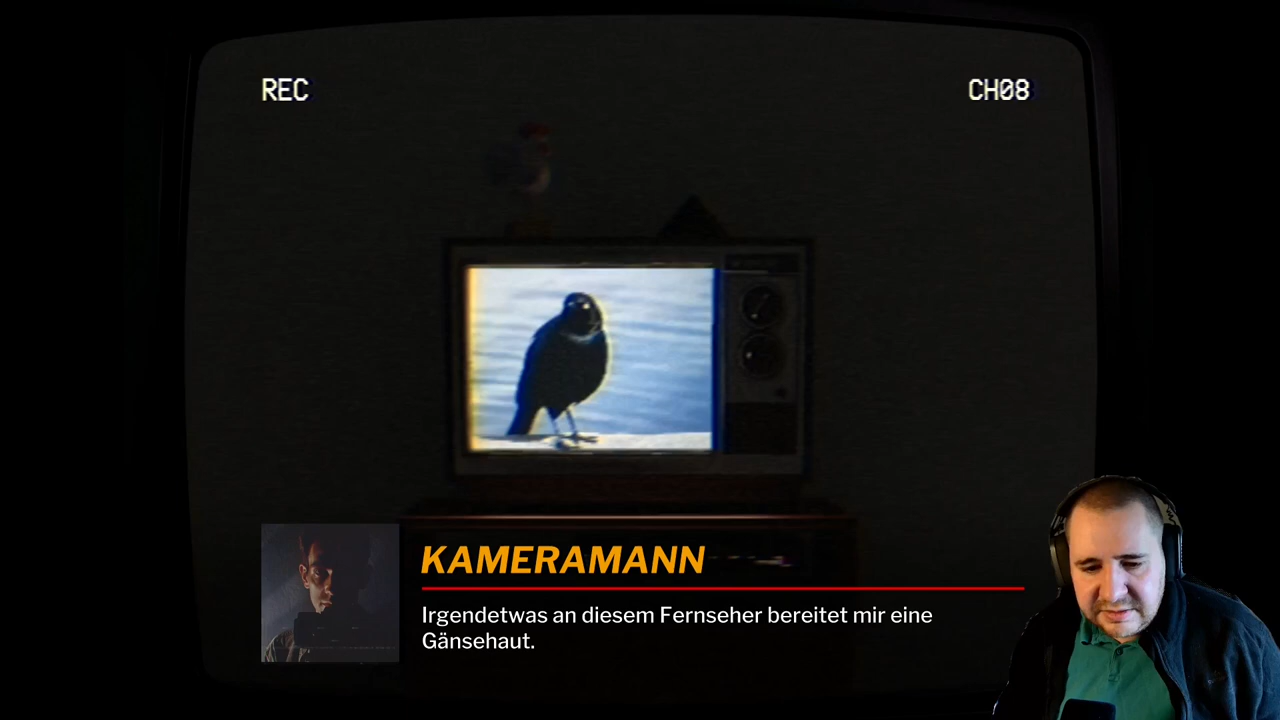 REC
CH08
KAMERAMANN
Irgendetwas an diesem Fernseher bereitet mir eine
Gänsehaut.